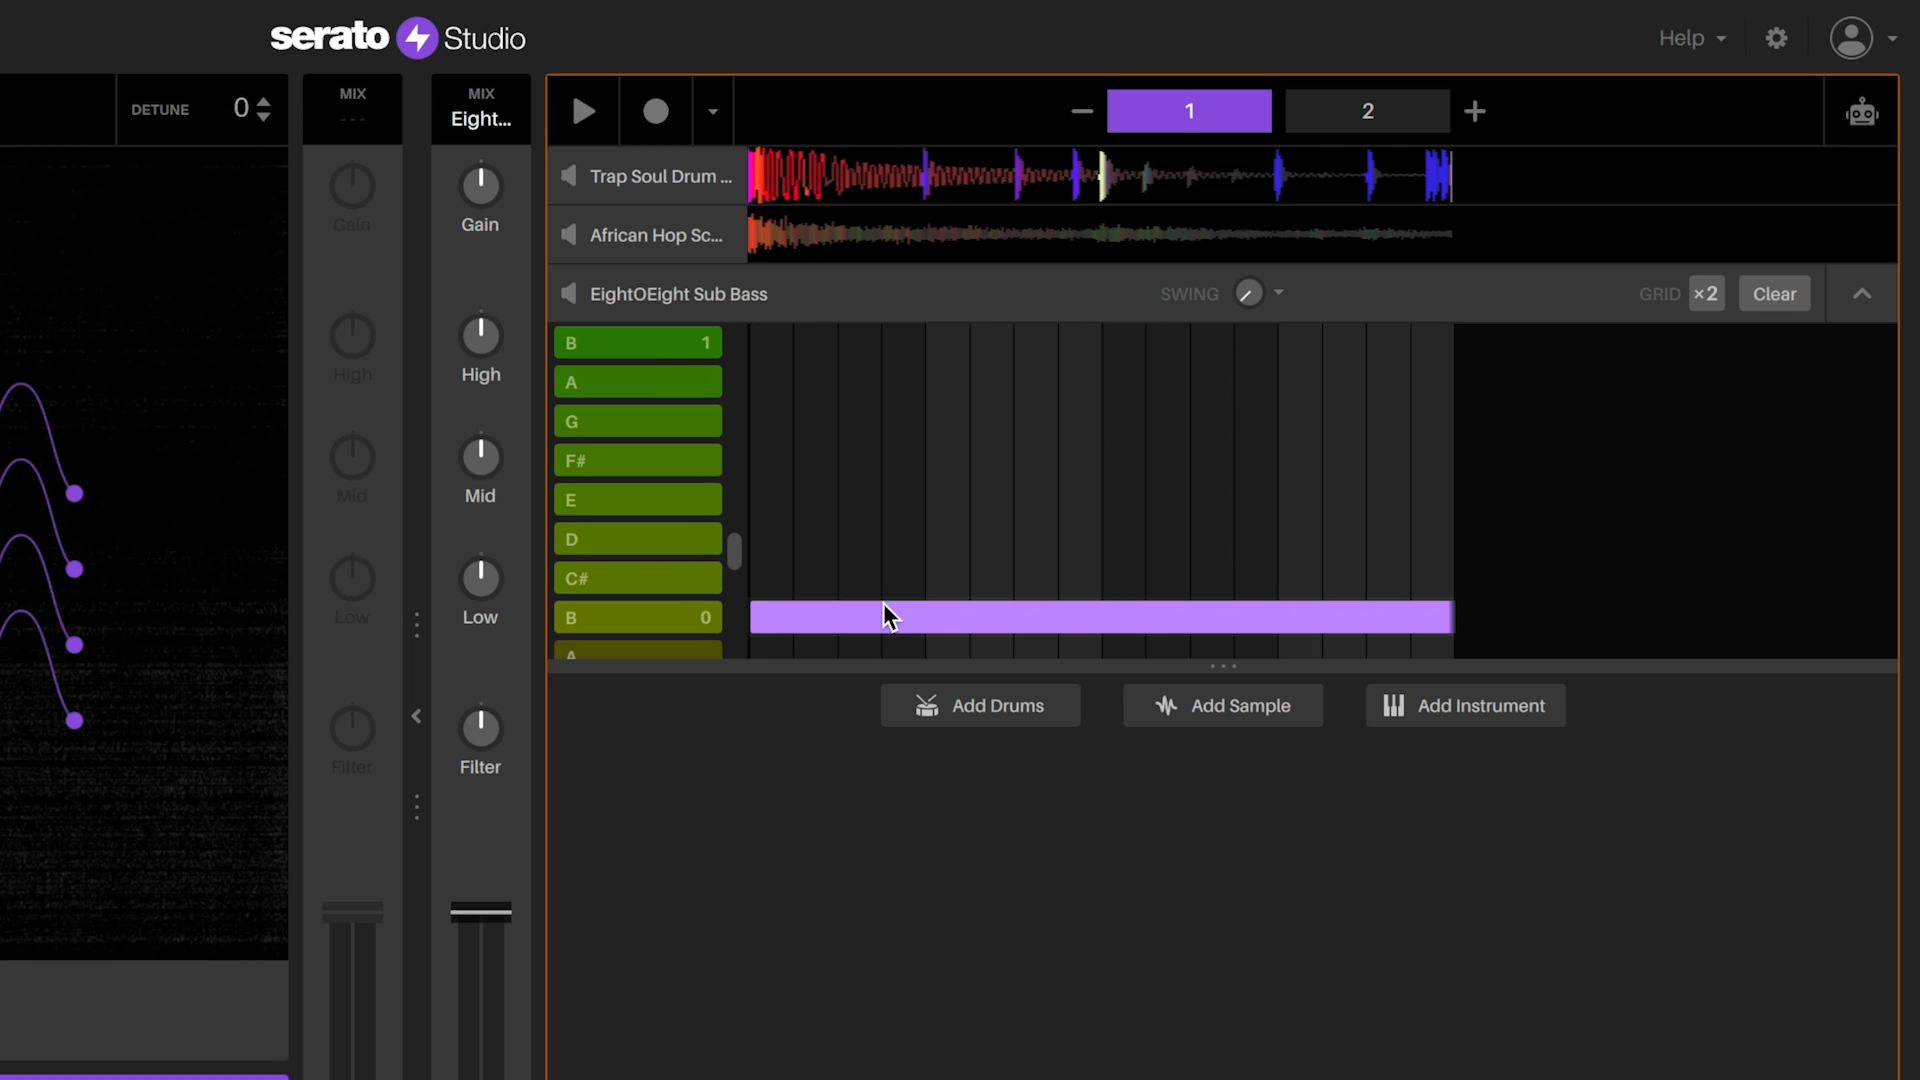 serato Studio
Help
DETUNE 0
MIX
---
MIX
Eight...
1
2
Trap Soul Drum ...
African Hop Sc...
EightOEight Sub Bass
SWING
GRID ×2
Clear
Gain
Gain
High
High
Mid
Mid
Low
Low
Filter
Filter
B 1
A
G
F#
E
D
C#
B 0
A
Add Drums
Add Sample
Add Instrument